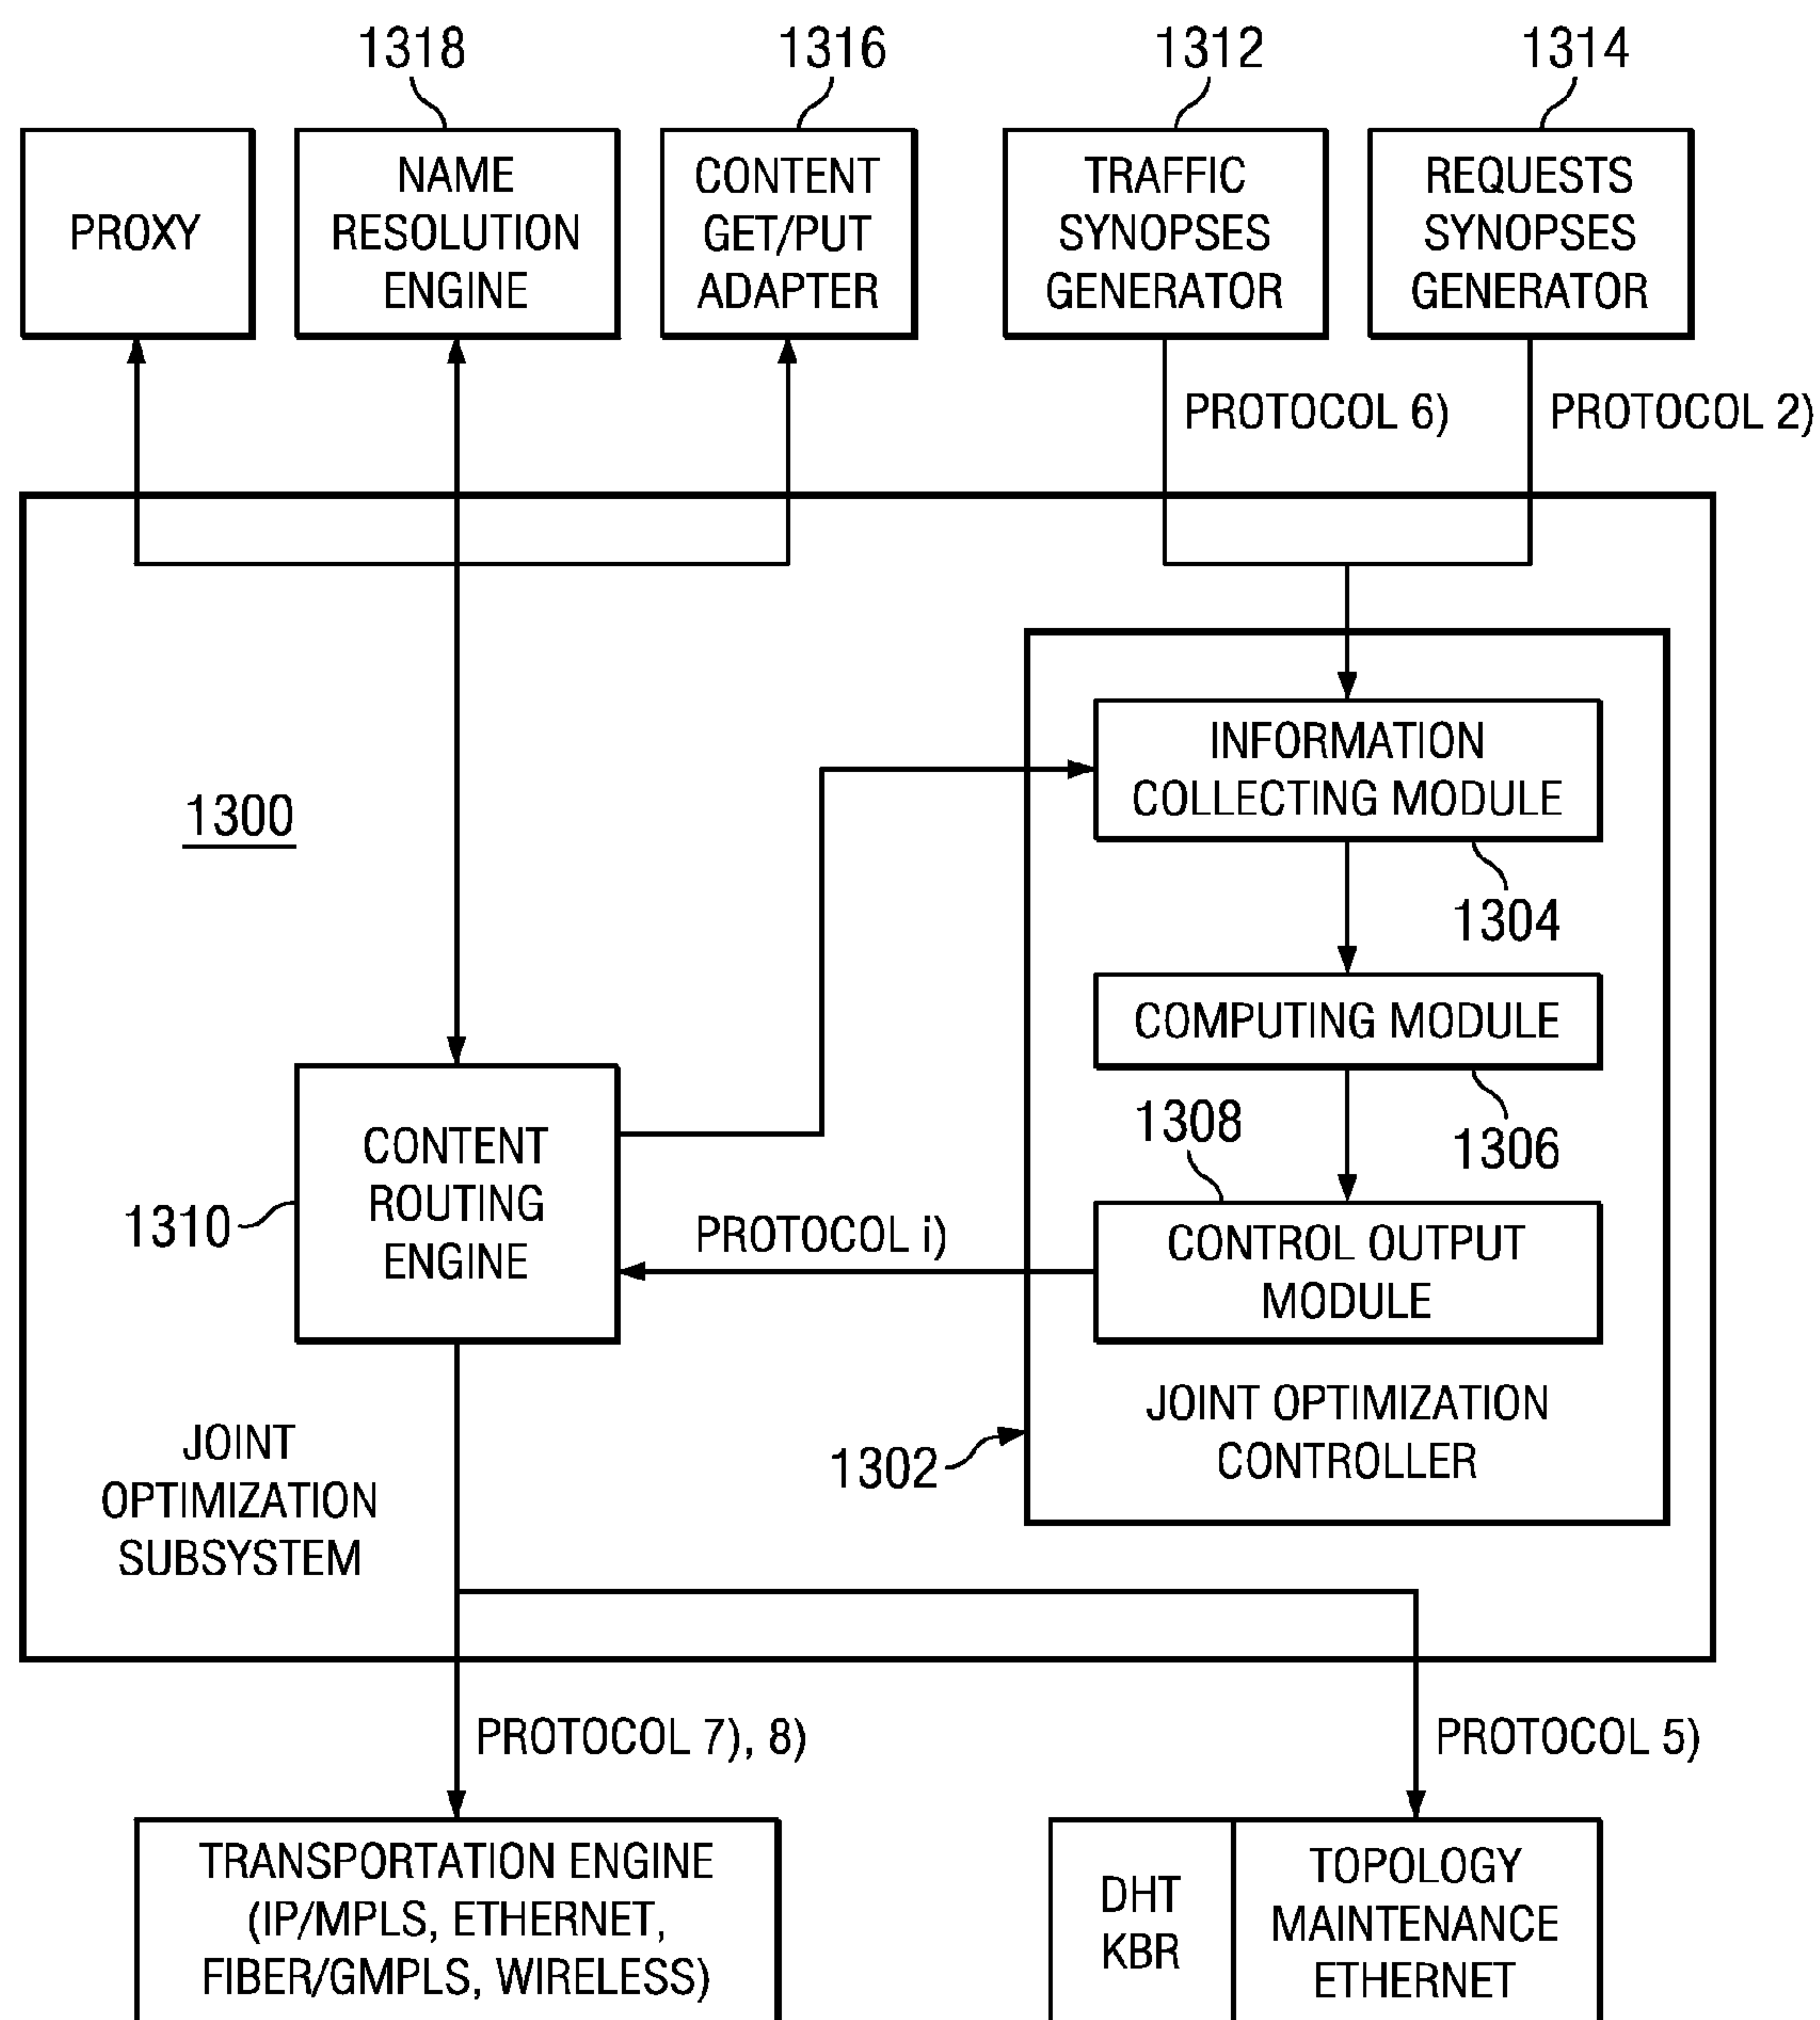 1318
1316
1312
1314
PROXY
NAME
RESOLUTION
ENGINE
CONTENT
GET/PUT
ADAPTER
TRAFFIC
SYNOPSES
GENERATOR
REQUESTS
SYNOPSES
GENERATOR
PROTOCOL 6)
PROTOCOL 2)
1300
INFORMATION
COLLECTING MODULE
1304
COMPUTING MODULE
1306
1308
CONTENT
ROUTING
ENGINE
1310
PROTOCOL i)
CONTROL OUTPUT
MODULE
JOINT OPTIMIZATION
CONTROLLER
1302
JOINT
OPTIMIZATION
SUBSYSTEM
PROTOCOL 7), 8)
PROTOCOL 5)
TRANSPORTATION ENGINE
(IP/MPLS, ETHERNET,
FIBER/GMPLS, WIRELESS)
DHT
KBR
TOPOLOGY
MAINTENANCE
ETHERNET